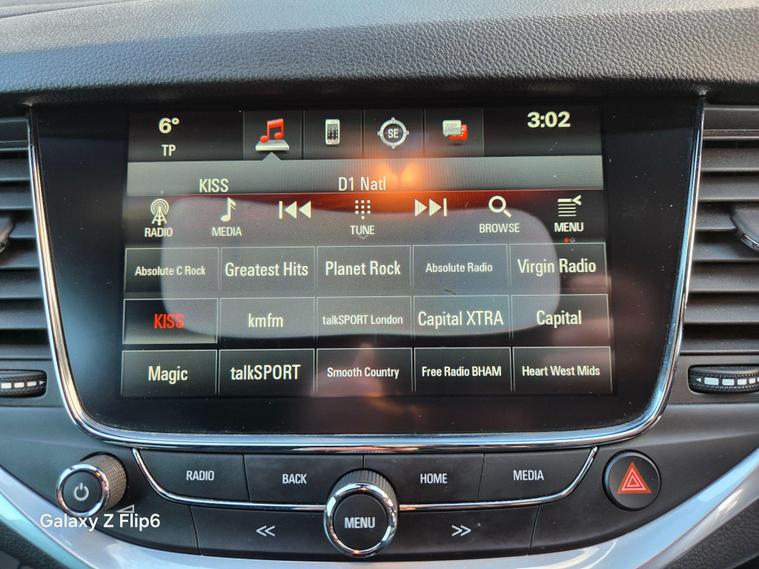 6° 3:02
TP
SE
KISS D1 Natl
RADIO MEDIA TUNE BROWSE MENU
Absolute C Rock Greatest Hits Planet Rock Absolute Radio Virgin Radio
KISS kmfm talkSPORT London Capital XTRA Capital
Magic talkSPORT Smooth Country Free Radio BHAM Heart West Mids
RADIO BACK HOME MEDIA
MENU
Galaxy Z Flip6